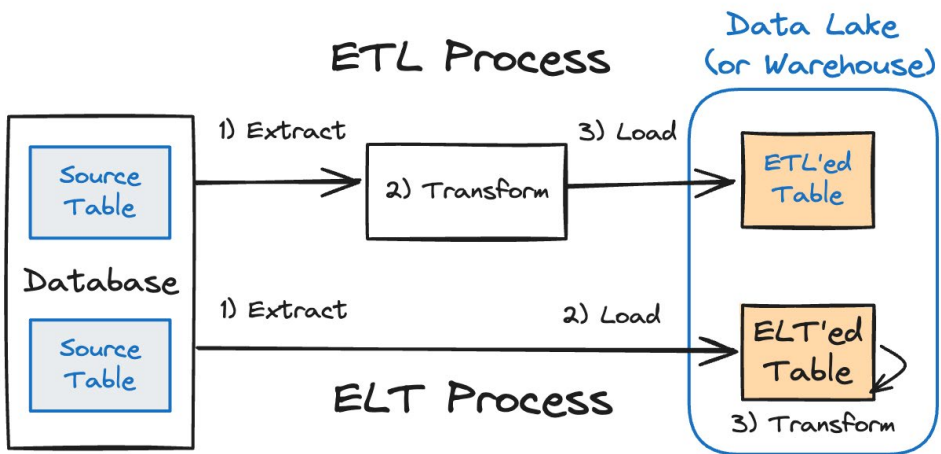 ETL Process
Data Lake
(or Warehouse)
1) Extract
3) Load
Source
Table
2) Transform
ETL'ed
Table
Database
1) Extract
2) Load
Source
Table
ELT'ed
Table
ELT Process
3) Transform